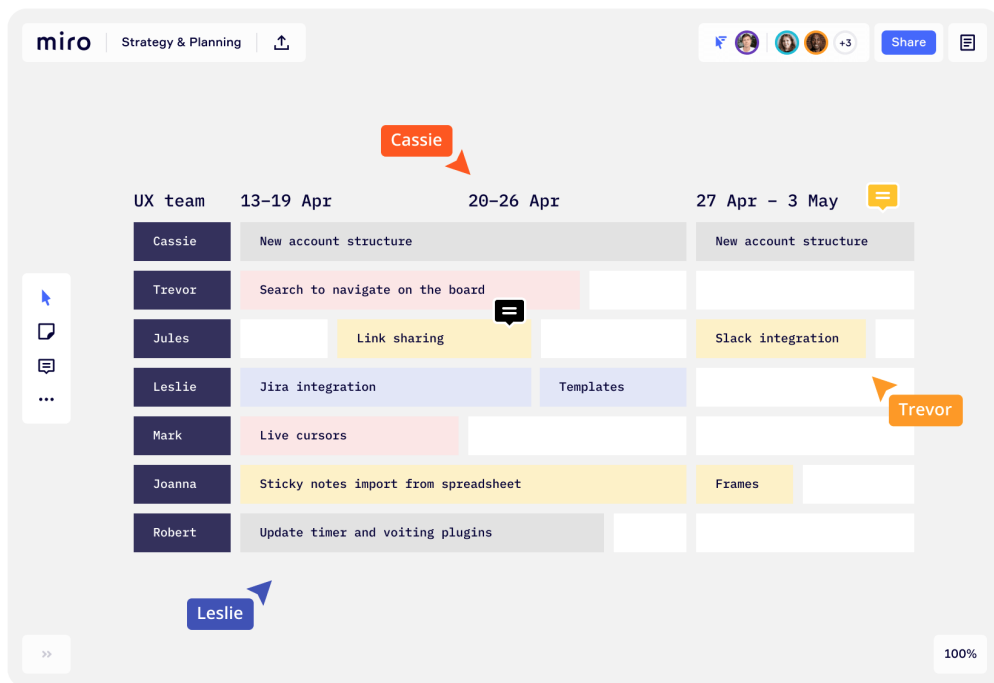 miro
Strategy & Planning
+3
Share
Cassie
UX team 13–19 Apr 20–26 Apr 27 Apr – 3 May
Cassie New account structure New account structure
Trevor Search to navigate on the board
Jules Link sharing Slack integration
Leslie Jira integration Templates
Trevor
Mark Live cursors
Joanna Sticky notes import from spreadsheet Frames
Robert Update timer and voiting plugins
Leslie
100%